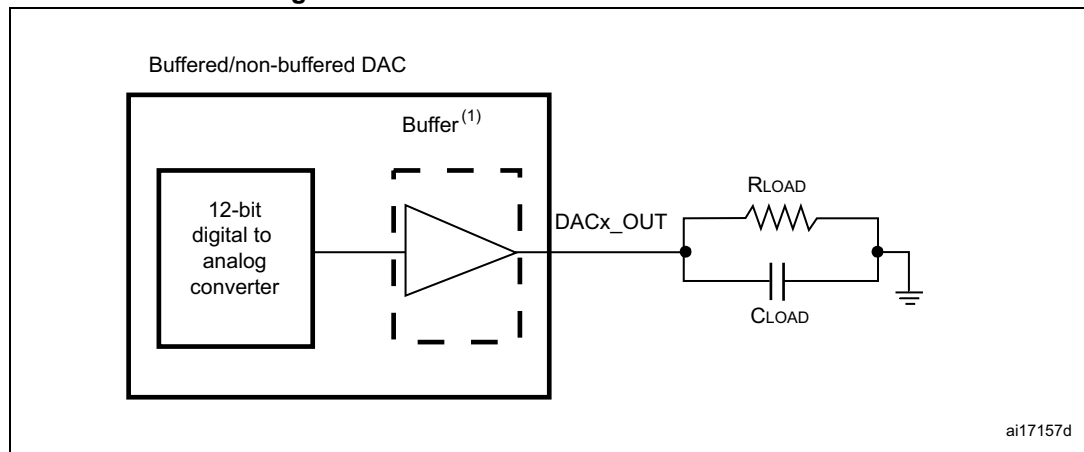 Buffered/non-buffered DAC
Buffer(1)
12-bit
digital to
analog
converter
DACx_OUT
RLOAD
CLOAD
ai17157d